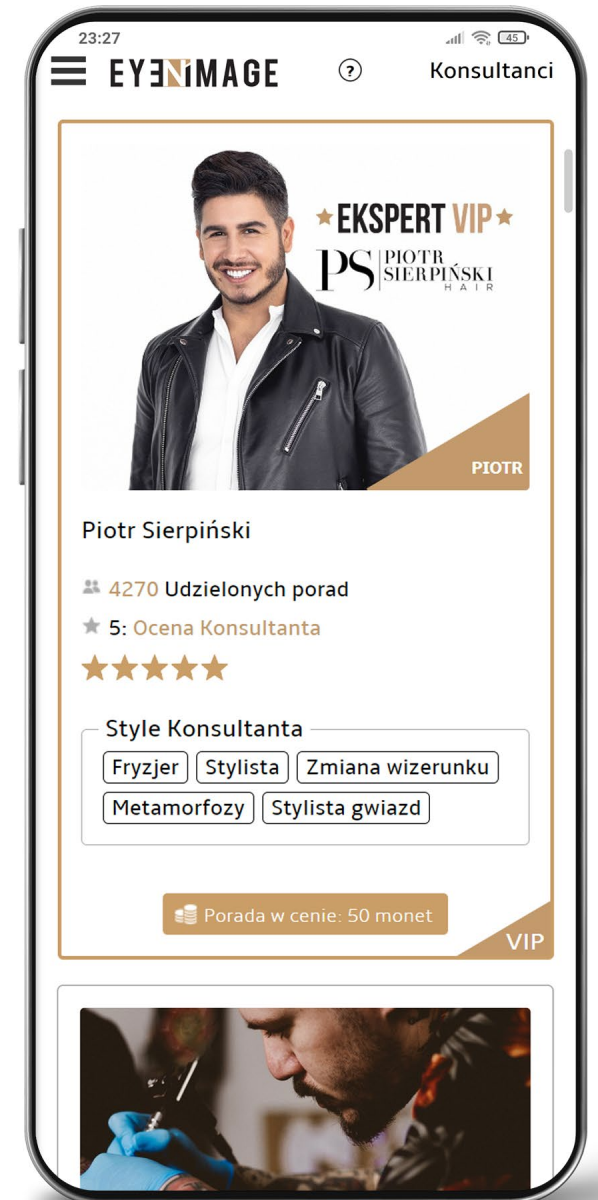 23:27
45
EYENIMAGE
?
Konsultanci
EKSPERT VIP
PS PIOTR
SIERPIŃSKI
HAIR
PIOTR
Piotr Sierpiński
4270 Udzielonych porad
5: Ocena Konsultanta
Style Konsultanta
Fryzjer Stylista Zmiana wizerunku
Metamorfozy Stylista gwiazd
Porada w cenie: 50 monet
VIP